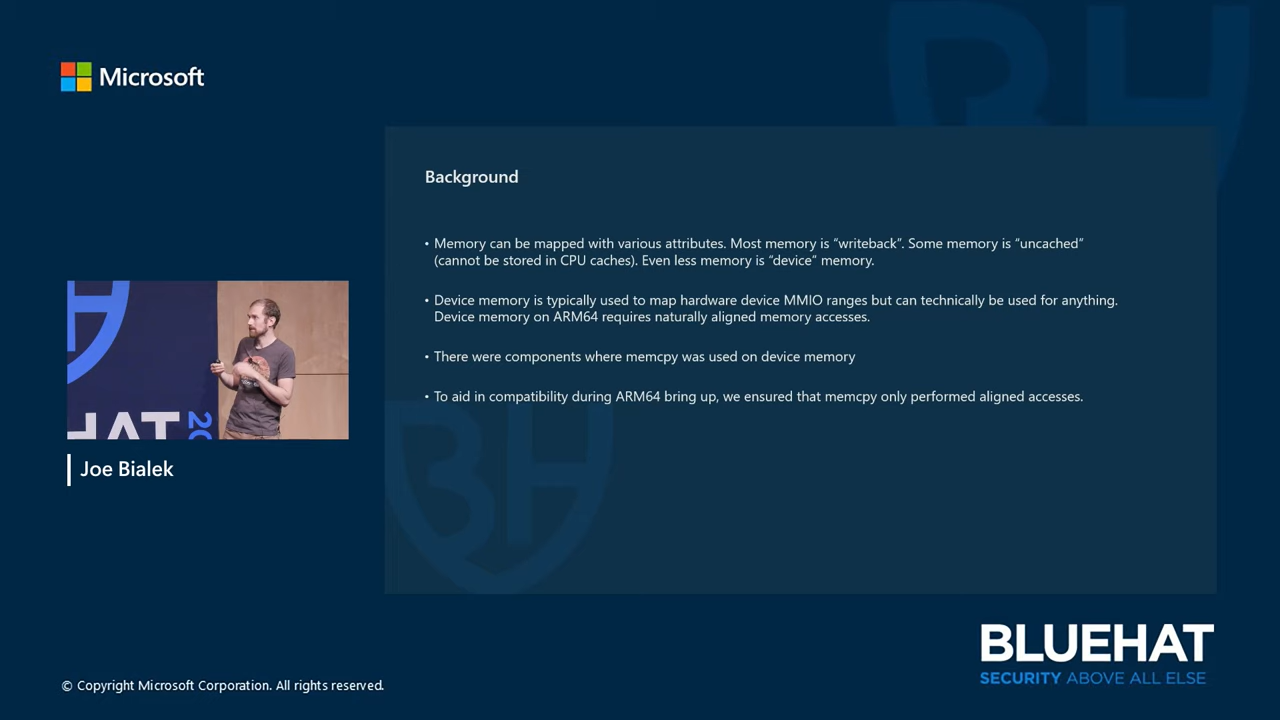 Microsoft
Background
• Memory can be mapped with various attributes. Most memory is “writeback”. Some memory is “uncached”
(cannot be stored in CPU caches). Even less memory is “device” memory.
• Device memory is typically used to map hardware device MMIO ranges but can technically be used for anything.
Device memory on ARM64 requires naturally aligned memory accesses.
• There were components where memcpy was used on device memory
• To aid in compatibility during ARM64 bring up, we ensured that memcpy only performed aligned accesses.
HAT 20
Joe Bialek
BLUEHAT
SECURITY ABOVE ALL ELSE
© Copyright Microsoft Corporation. All rights reserved.
BH
BH